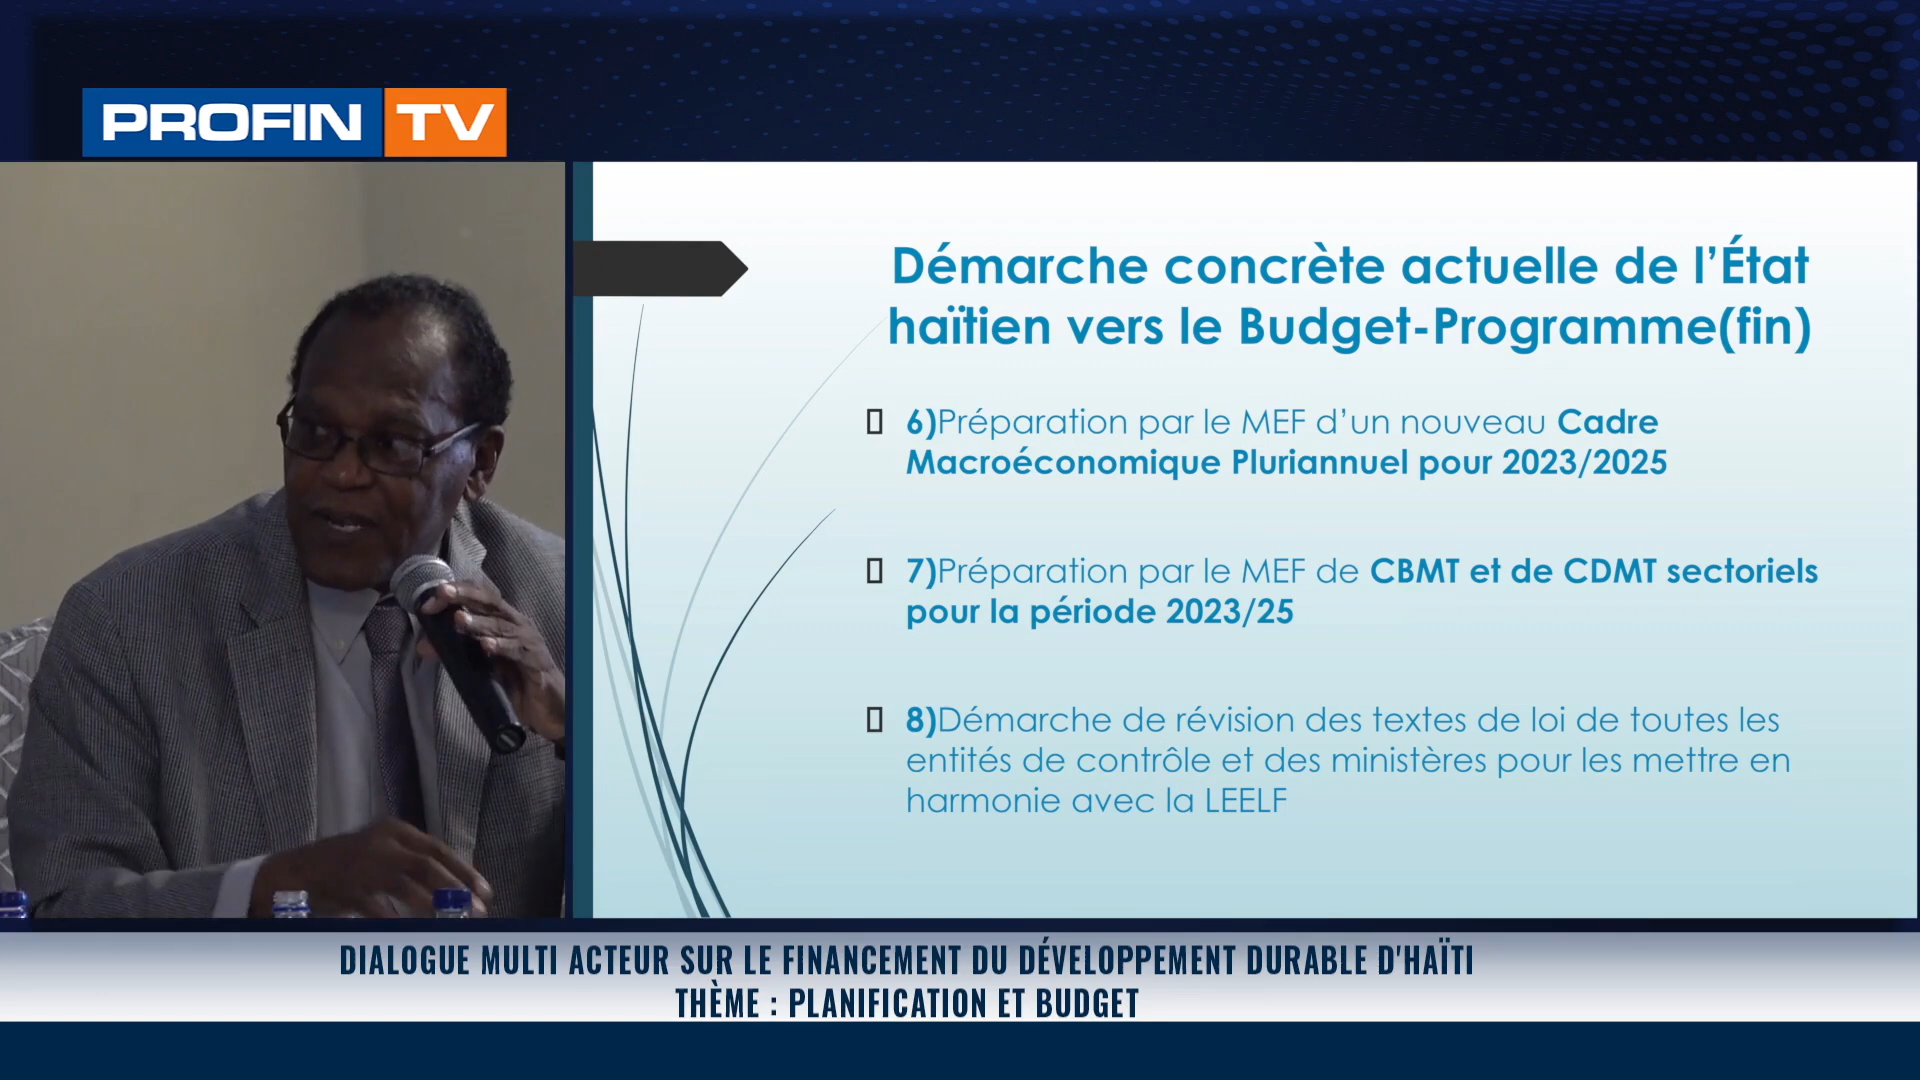 PROFIN TV
Démarche concrète actuelle de l’État
haïtien vers le Budget-Programme(fin)
6)Préparation par le MEF d’un nouveau Cadre
Macroéconomique Pluriannuel pour 2023/2025
7)Préparation par le MEF de CBMT et de CDMT sectoriels
pour la période 2023/25
8)Démarche de révision des textes de loi de toutes les
entités de contrôle et des ministères pour les mettre en
harmonie avec la LEELF
DIALOGUE MULTI ACTEUR SUR LE FINANCEMENT DU DÉVELOPPEMENT DURABLE D'HAÏTI
THÈME : PLANIFICATION ET BUDGET